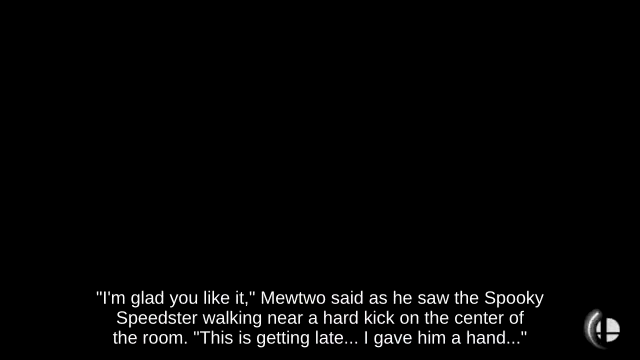 "I'm glad you like it," Mewtwo said as he saw the Spooky
Speedster walking near a hard kick on the center of
the room. "This is getting late... I gave him a hand..."